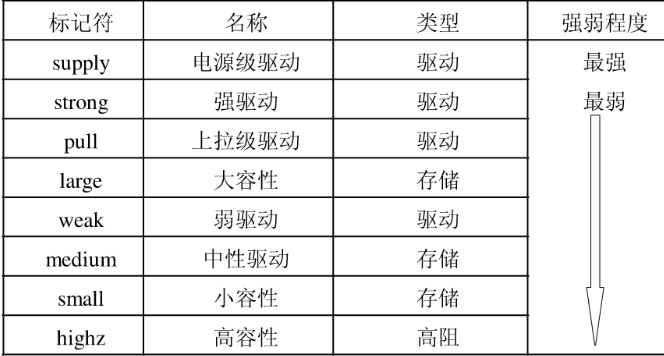 标记符 名称 类型 强弱程度
supply 电源级驱动 驱动 最强
strong 强驱动 驱动 最弱
pull 上拉级驱动 驱动
large 大容性 存储
weak 弱驱动 驱动
medium 中性驱动 存储
small 小容性 存储
highz 高容性 高阻